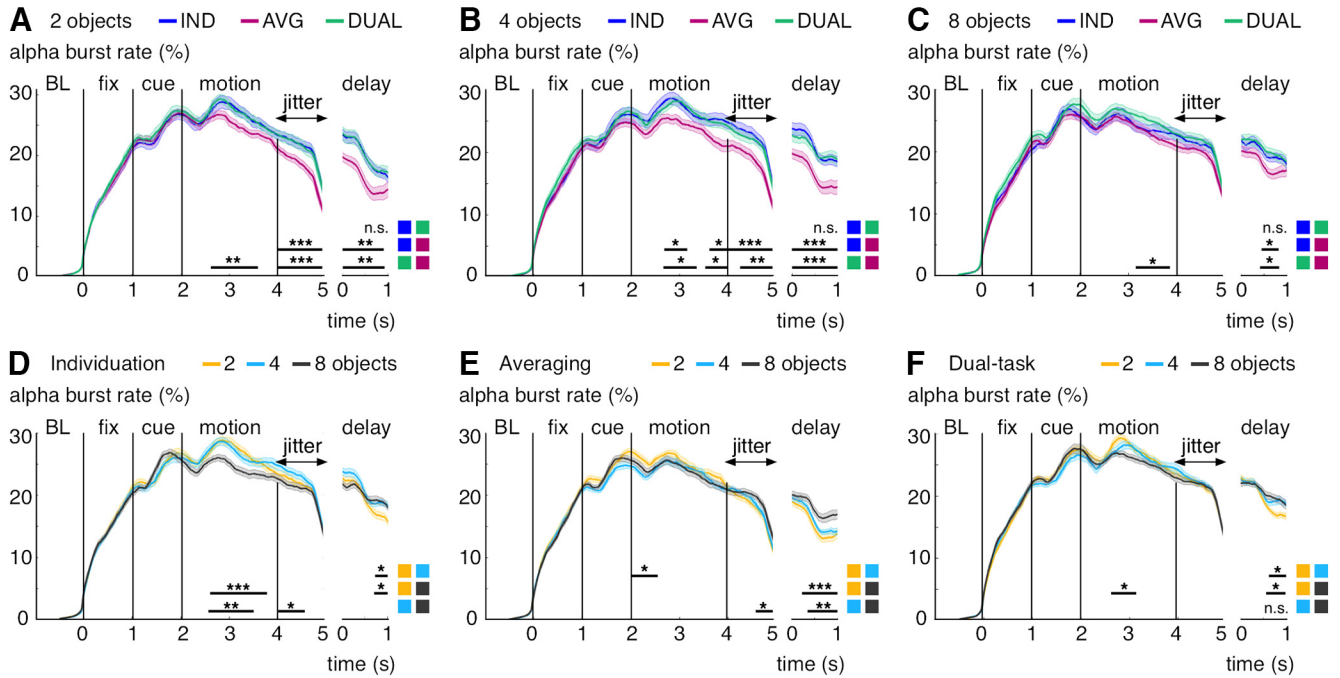 A 2 objects IND AVG DUAL
alpha burst rate (%)
BL fix cue motion delay
jitter
30
20
10
0
n.s.
*** **
** *** **
0 1 2 3 4 5 0 1
time (s)
B 4 objects IND AVG DUAL
alpha burst rate (%)
BL fix cue motion delay
jitter
30
20
10
0
n.s.
* * *** ***
* * ** ***
0 1 2 3 4 5 0 1
time (s)
C 8 objects IND AVG DUAL
alpha burst rate (%)
BL fix cue motion delay
jitter
30
20
10
0
n.s.
*
* *
0 1 2 3 4 5 0 1
time (s)
D Individuation 2 4 8 objects
alpha burst rate (%)
BL fix cue motion delay
jitter
30
20
10
0
*
*** *
** *
0 1 2 3 4 5 0 1
time (s)
E Averaging 2 4 8 objects
alpha burst rate (%)
BL fix cue motion delay
jitter
30
20
10
0
*
***
* **
0 1 2 3 4 5 0 1
time (s)
F Dual-task 2 4 8 objects
alpha burst rate (%)
BL fix cue motion delay
jitter
30
20
10
0
*
* *
n.s.
0 1 2 3 4 5 0 1
time (s)